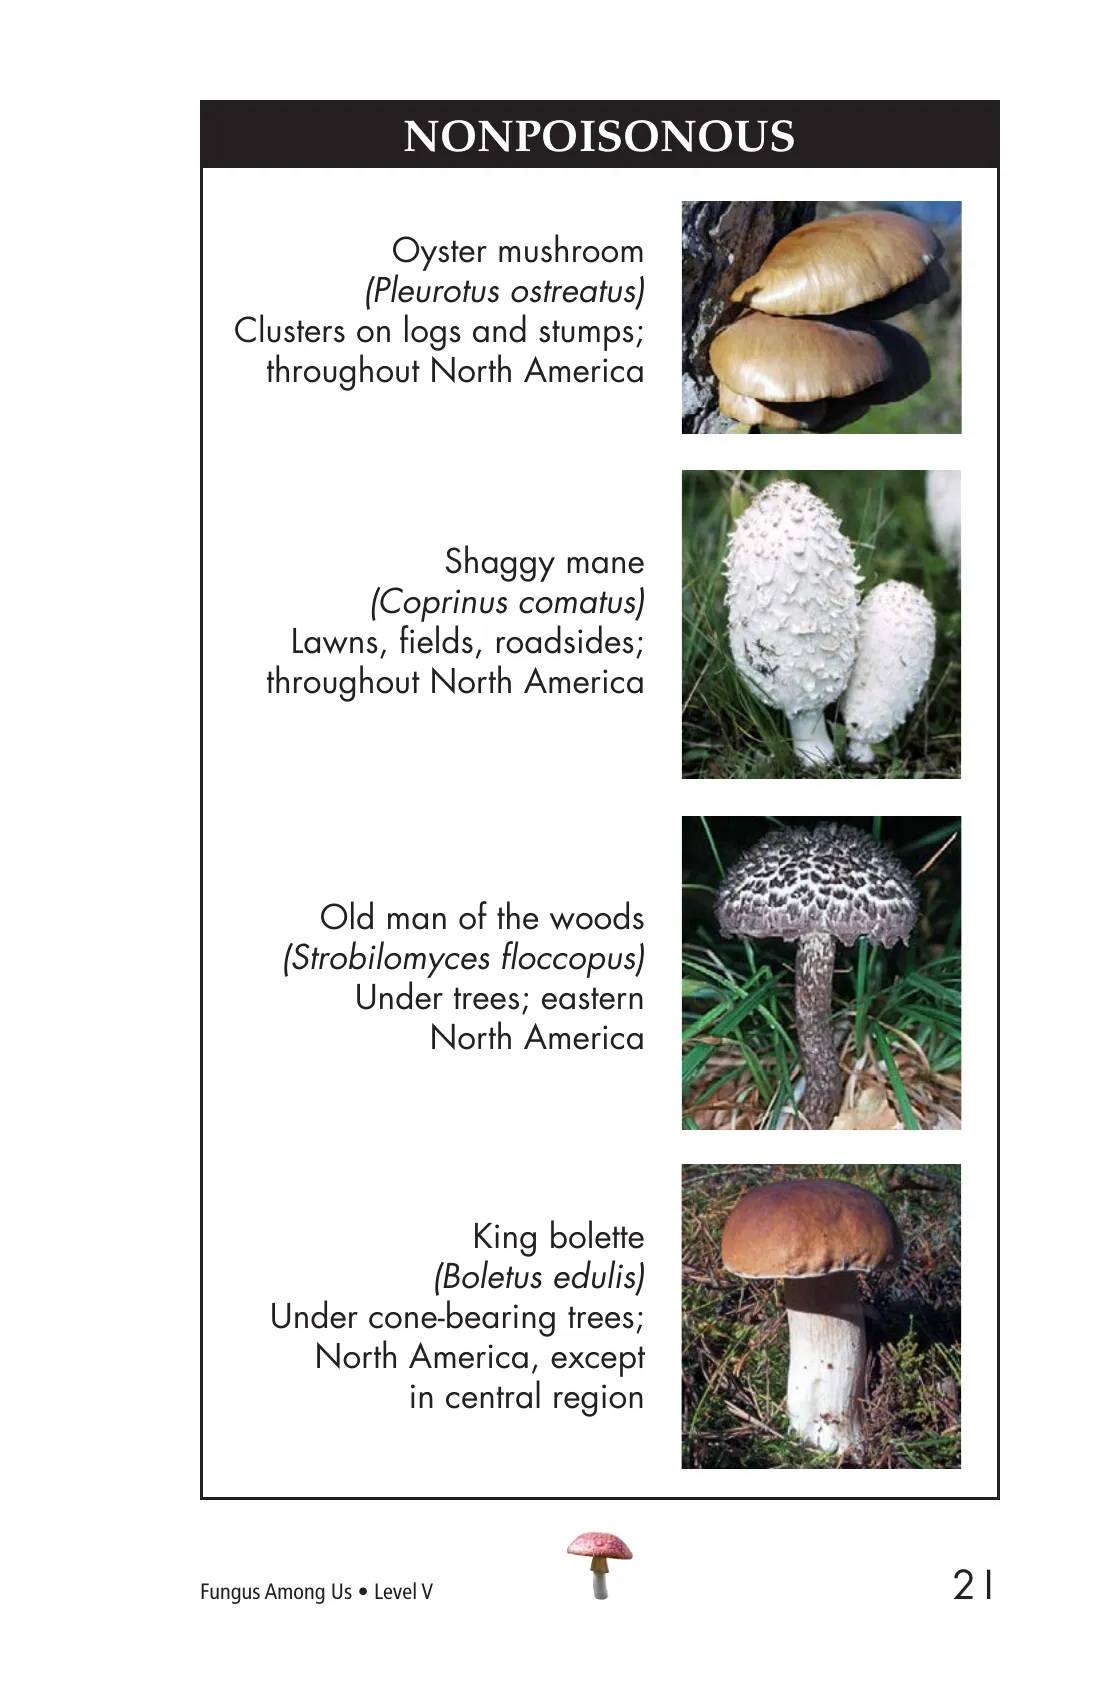 NONPOISONOUS
Oyster mushroom
(Pleurotus ostreatus)
Clusters on logs and stumps;
throughout North America
Shaggy mane
(Coprinus comatus)
Lawns, fields, roadsides;
throughout North America
Old man of the woods
(Strobilomyces floccopus)
Under trees; eastern
North America
King bolette
(Boletus edulis)
Under cone-bearing trees;
North America, except
in central region
Fungus Among Us • Level V
21